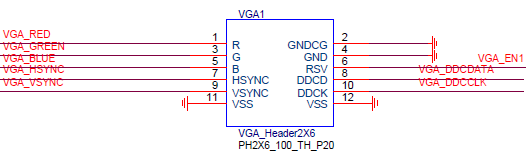 VGA1
VGA_RED 1 R GNDCG 2
VGA_GREEN 3 G GND 4
VGA_BLUE 5 B RSV 6 VGA_EN1
VGA_HSYNC 7 HSYNC DDCD 8 VGA_DDCDATA
VGA_VSYNC 9 VSYNC DDCK 10 VGA_DDCCLK
11 VSS VSS 12
VGA_Header2X6
PH2X6_100_TH_P20